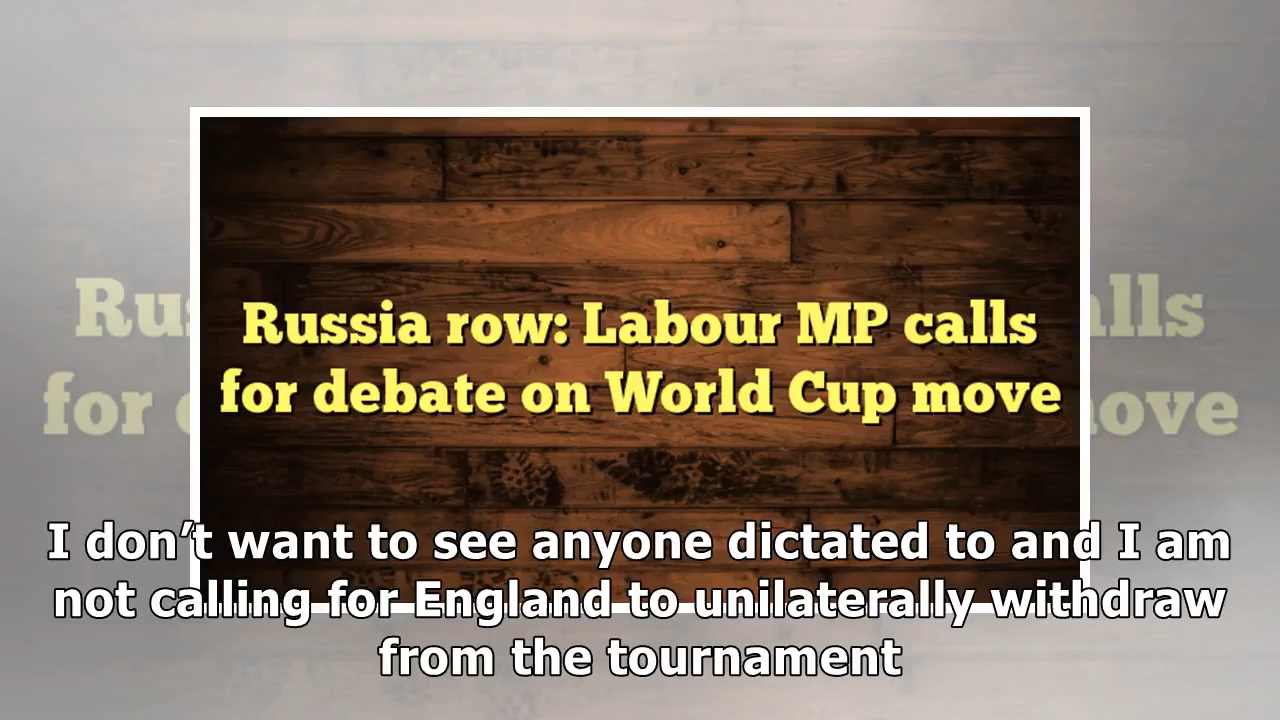 Russia row: Labour MP calls
for debate on World Cup move
I don’t want to see anyone dictated to and I am
not calling for England to unilaterally withdraw
from the tournament